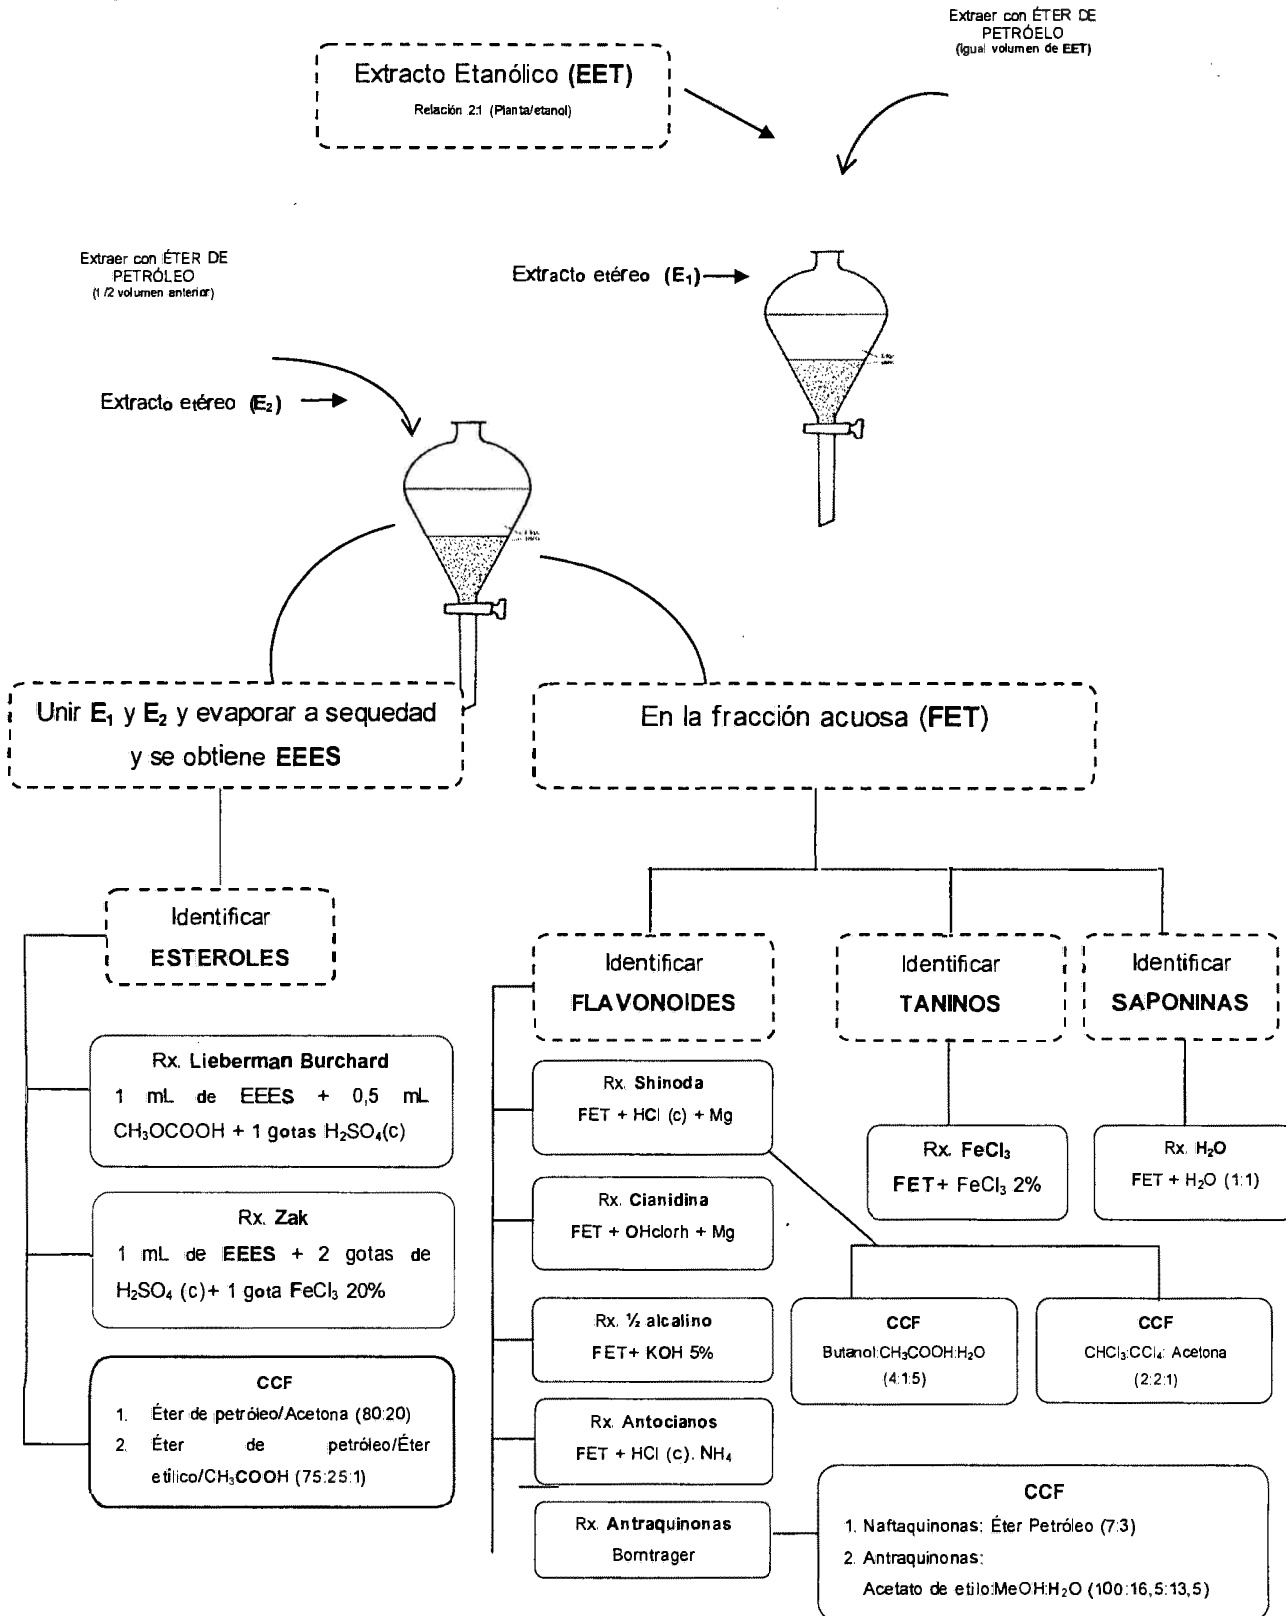 Extraer con ÉTER DE
PETRÓELO
(Igual volumen de EET)
Extracto Etanólico (EET)
Relación 2:1 (Planta/etanol)
Extraer con ÉTER DE
PETRÓLEO
(1/2 volumen anterior)
Extracto etéreo (E₁)
Extracto etéreo (E₂)
Unir E₁ y E₂ y evaporar a sequedad
y se obtiene EEES
En la fracción acuosa (FET)
Identificar
ESTEROLES
Rx. Lieberman Burchard
1 mL de EEES + 0,5 mL
CH₃OCOOH + 1 gotas H₂SO₄(c)
Rx. Zak
1 mL de EEES + 2 gotas de
H₂SO₄ (c)+ 1 gota FeCl₃ 20%
CCF
1. Éter de petróleo/Acetona (80:20)
2. Éter de petróleo/Éter
etílico/CH₃COOH (75:25:1)
Identificar
FLAVONOIDES
Rx. Shinoda
FET + HCl (c) + Mg
Rx. Cianidina
FET + OHclorh + Mg
Rx. ½ alcalino
FET+ KOH 5%
Rx. Antocianos
FET + HCl (c). NH₄
Rx. Antraquinonas
Borntrager
Identificar
TANINOS
Rx. FeCl₃
FET+ FeCl₃ 2%
Identificar
SAPONINAS
Rx. H₂O
FET + H₂O (1:1)
CCF
Butanol:CH₃COOH:H₂O
(4:1:5)
CCF
CHCl₃:CCl₄: Acetona
(2:2:1)
CCF
1. Naftaquinonas: Éter Petróleo (7:3)
2. Antraquinonas:
Acetato de etilo:MeOH:H₂O (100:16,5:13,5)